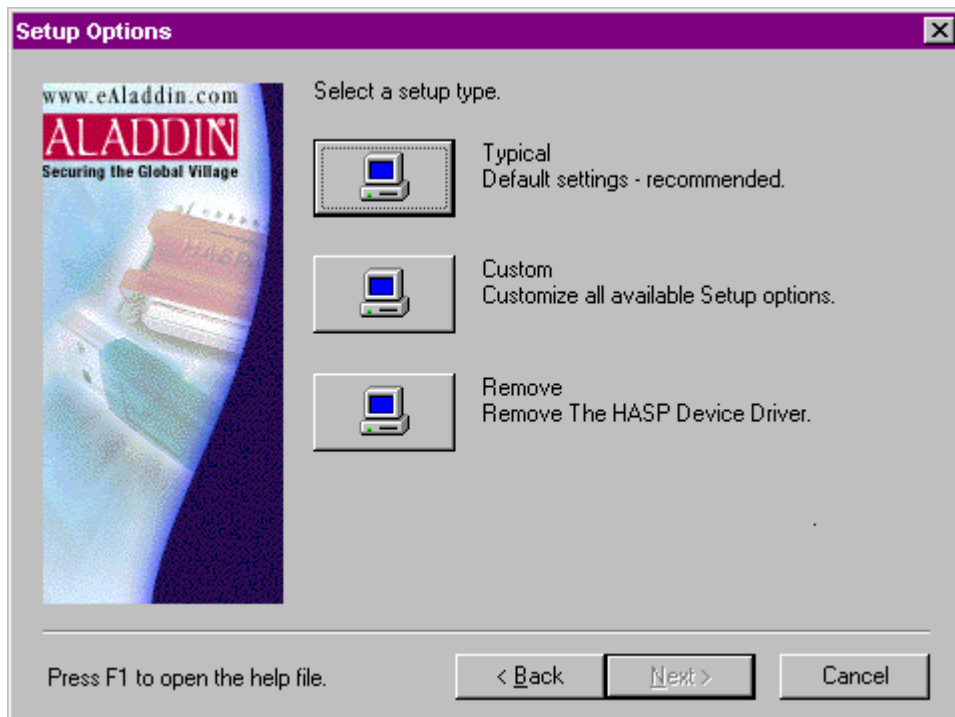 Setup Options
www.eAladdin.com
ALADDIN
Securing the Global Village
HASP
Select a setup type.
Typical
Default settings - recommended.
Custom
Customize all available Setup options.
Remove
Remove The HASP Device Driver.
Press F1 to open the help file.
< Back
Next >
Cancel